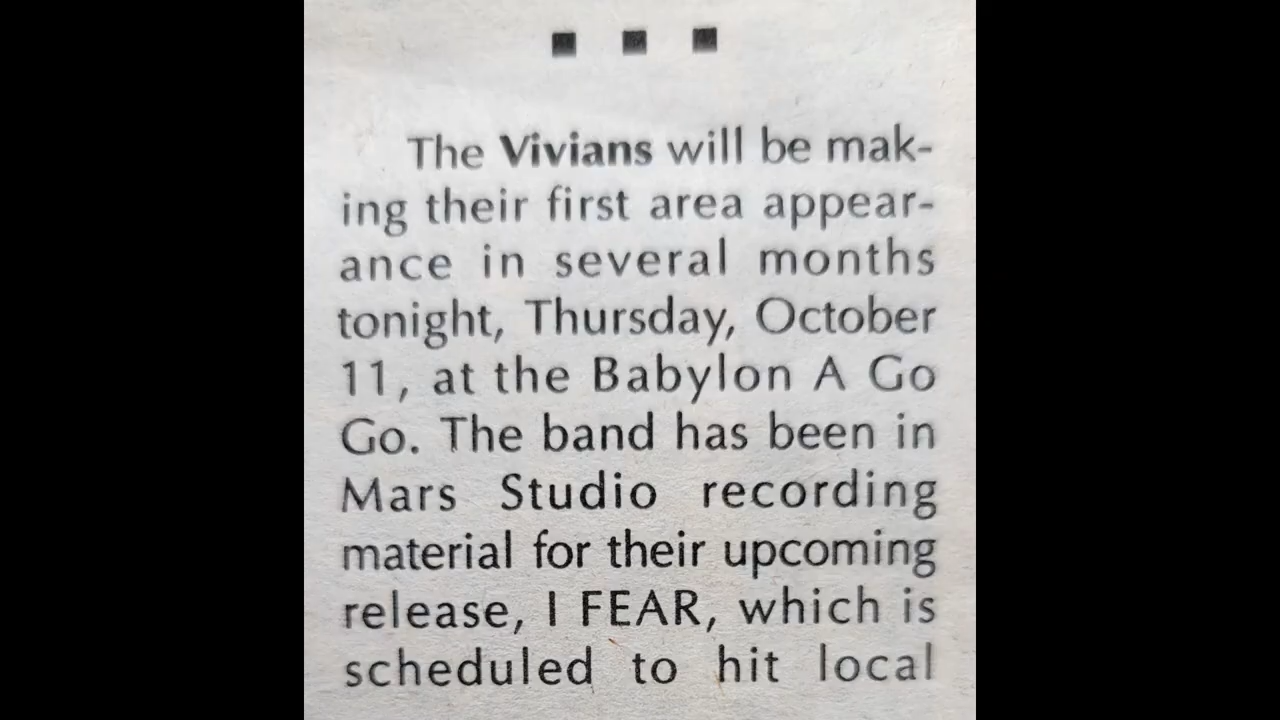 The Vivians will be mak-
ing their first area appear-
ance in several months
tonight, Thursday, October
11, at the Babylon A Go
Go. The band has been in
Mars Studio recording
material for their upcoming
release, I FEAR, which is
scheduled to hit local